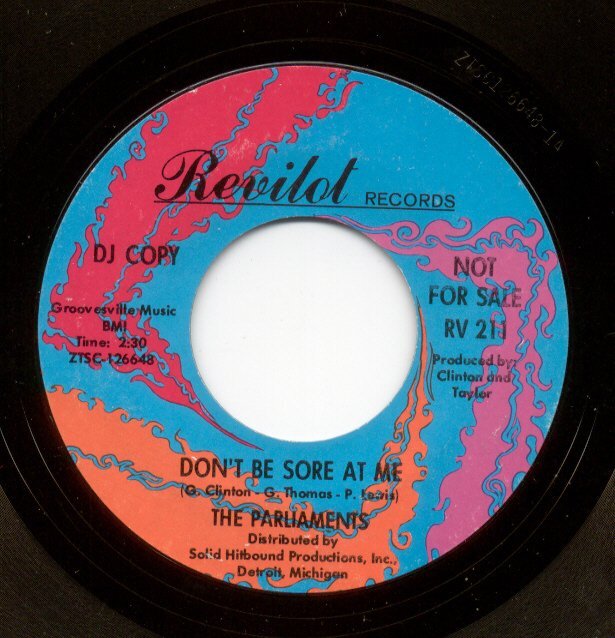 Revilot RECORDS
DJ COPY
NOT
FOR SALE
RV 211
Groovesville Music
BMI
Time: 2:30
ZTSC-126648
Produced by:
Clinton and
Taylor
DON'T BE SORE AT ME
(G. Clinton - G. Thomas - P. Lewis)
THE PARLIAMENTS
Distributed by
Solid Hitbound Productions, Inc.,
Detroit, Michigan